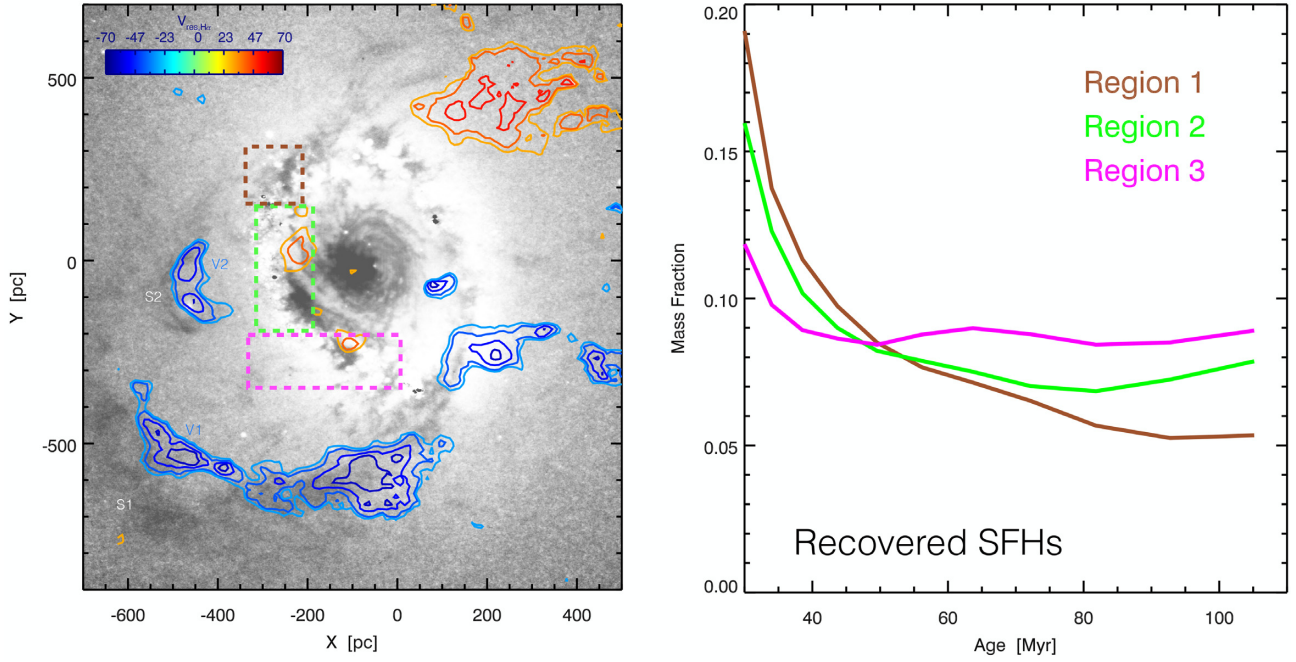 V_res,Hα
-70 -47 -23 0 23 47 70
500
0
-500
Y [pc]
-600 -400 -200 0 200 400
X [pc]
V2
S2
V1
S1
0.20
0.15
0.10
0.05
0.00
Mass Fraction
Region 1
Region 2
Region 3
Recovered SFHs
40 60 80 100
Age [Myr]